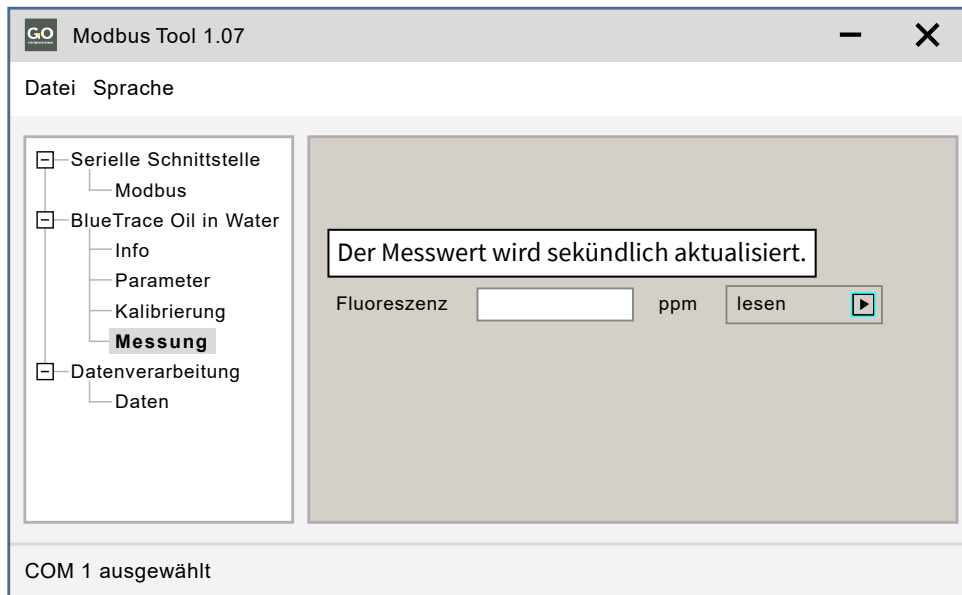 GO Modbus Tool 1.07
Datei Sprache
Serielle Schnittstelle
Modbus
BlueTrace Oil in Water
Info
Parameter
Kalibrierung
Messung
Datenverarbeitung
Daten
Der Messwert wird sekündlich aktualisiert.
Fluoreszenz ppm lesen
COM 1 ausgewählt